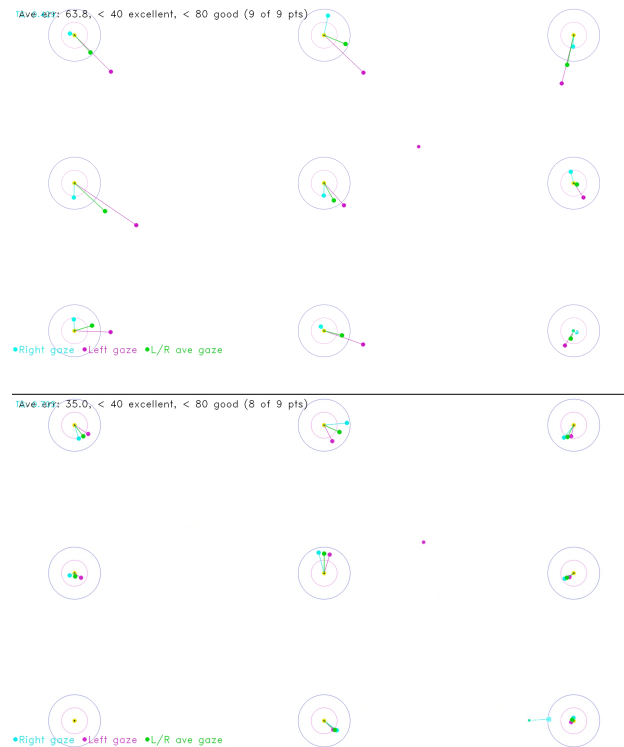 Ave err: 63.8, < 40 excellent, < 80 good (9 of 9 pts)
Right gaze Left gaze L/R ave gaze
Ave err: 35.0, < 40 excellent, < 80 good (8 of 9 pts)
Right gaze Left gaze L/R ave gaze